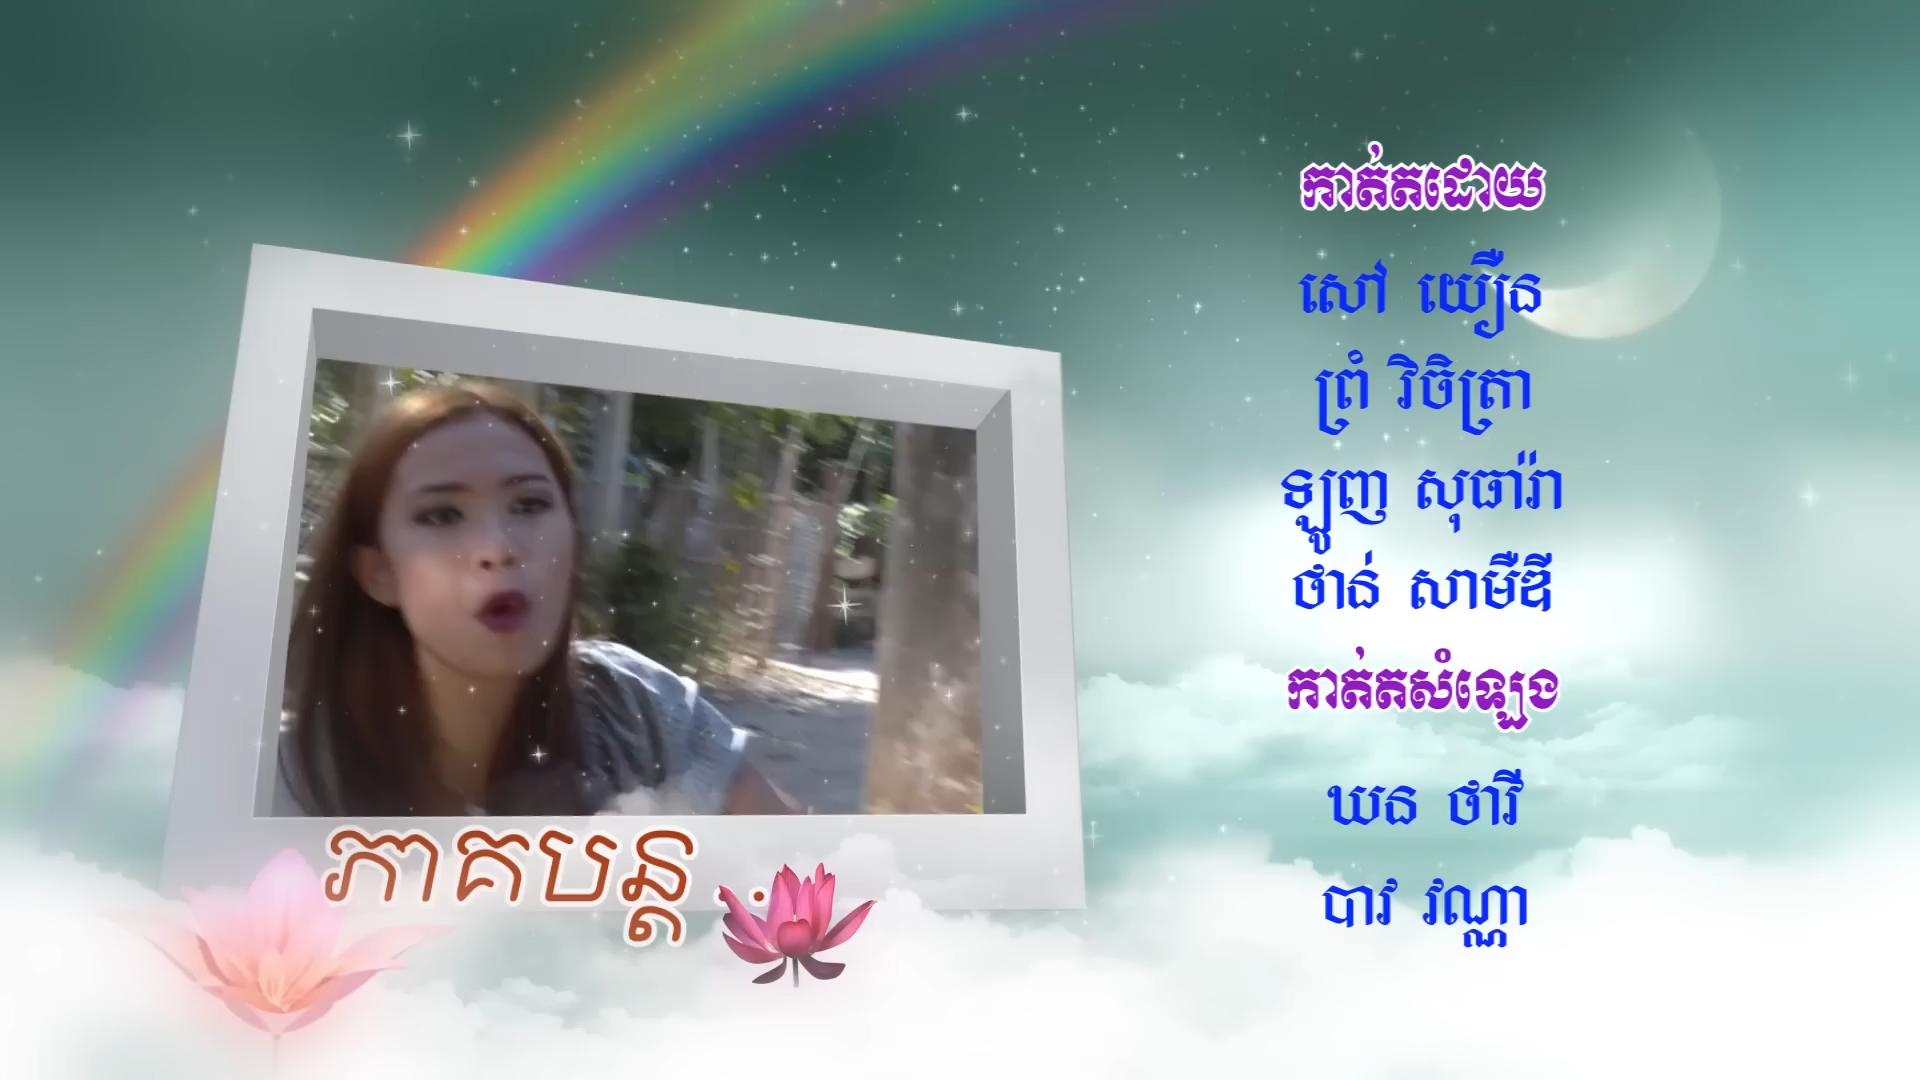 កាត់តដោយ
សៅ យឿន
ព្រំ វិចិត្រា
ឡូញ សុធារ៉ា
ថាន់ សាមឺឌី
កាត់តសំឡេង
ឃន ថាវី
បាវ វណ្ណា
ភាគបន្ត . .